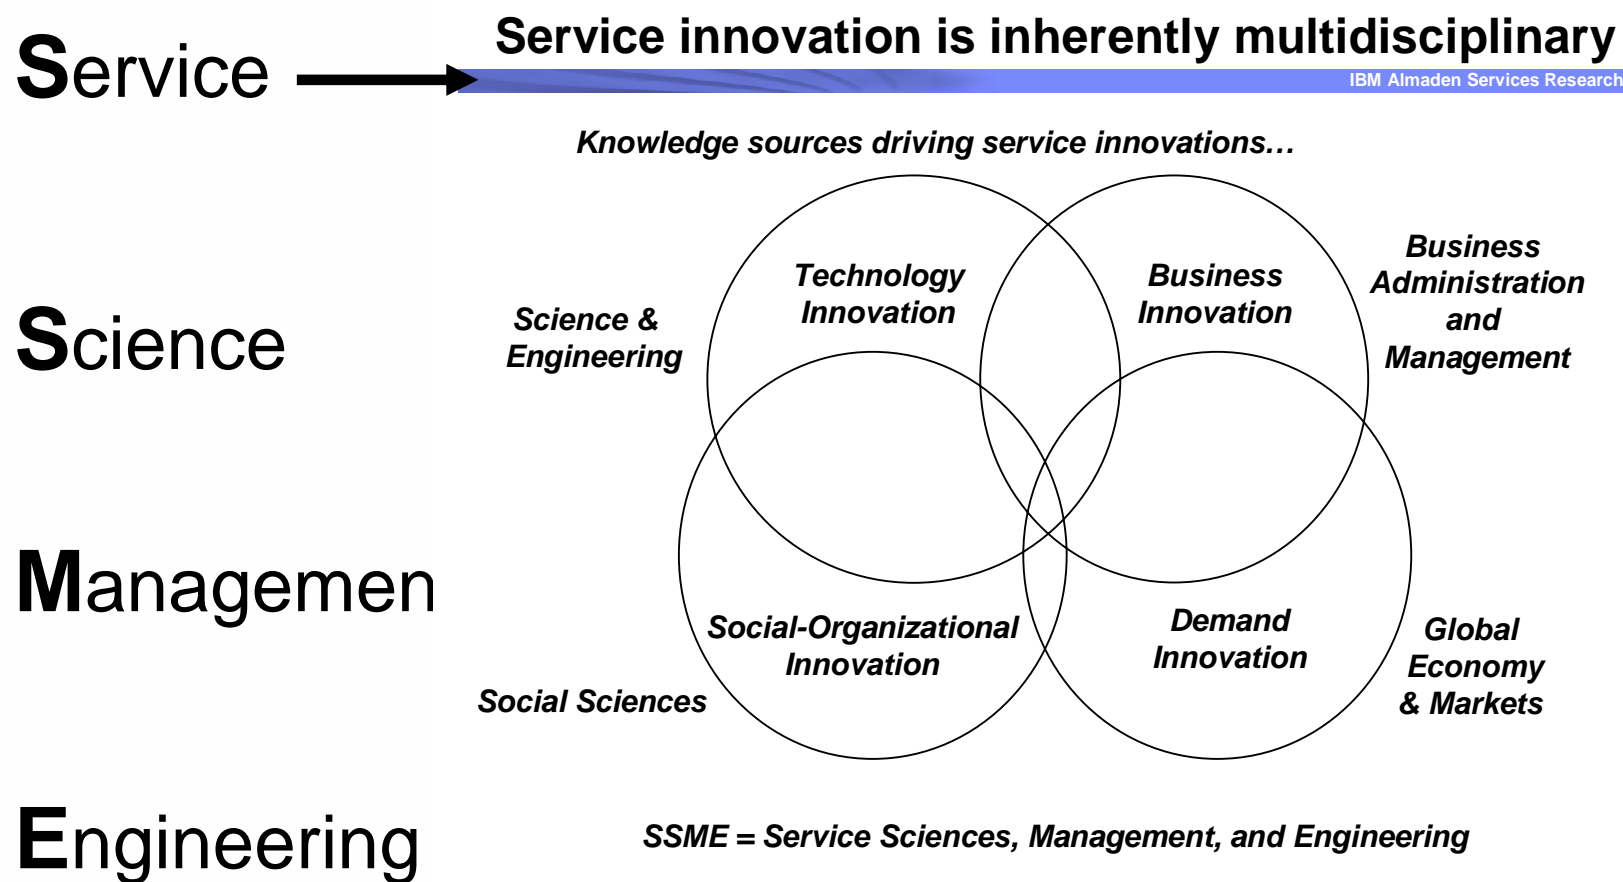 Service
Service innovation is inherently multidisciplinary
IBM Almaden Services Research
Knowledge sources driving service innovations…
Science
Technology
Innovation
Business
Innovation
Business
Administration
and
Management
Science &
Engineering
Managemen
Social-Organizational
Innovation
Demand
Innovation
Global
Economy
& Markets
Social Sciences
Engineering
SSME = Service Sciences, Management, and Engineering